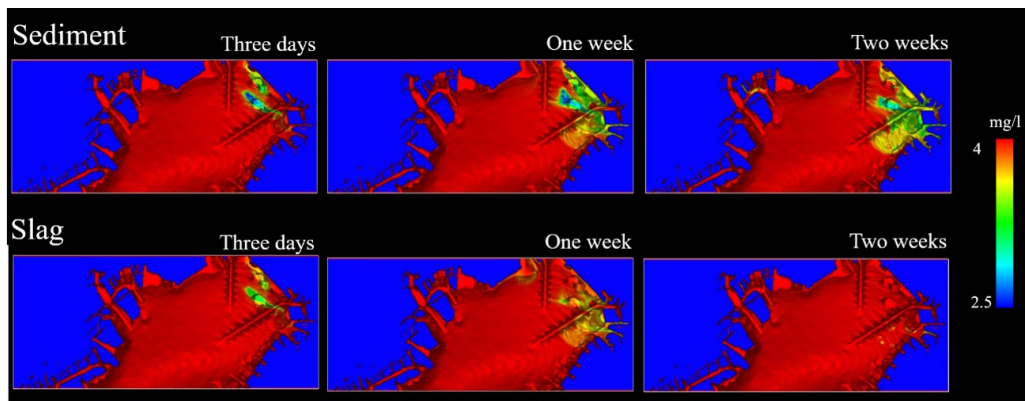 Sediment
Three days
One week
Two weeks
mg/l
4
2.5
Slag
Three days
One week
Two weeks